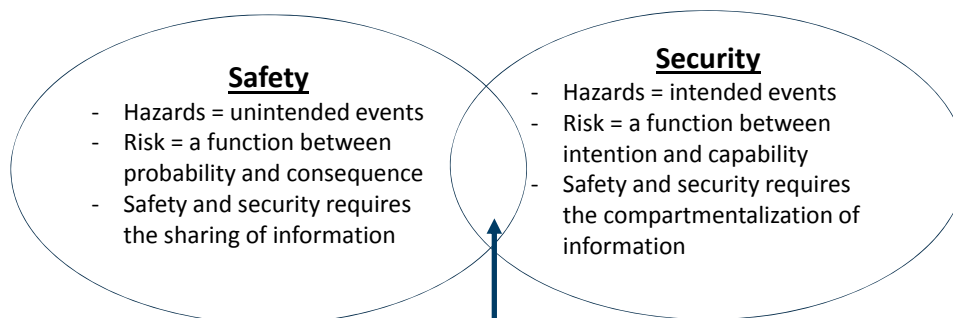 Safety
- Hazards = unintended events
- Risk = a function between
probability and consequence
- Safety and security requires
the sharing of information
Security
- Hazards = intended events
- Risk = a function between
intention and capability
- Safety and security requires
the compartmentalization of
information